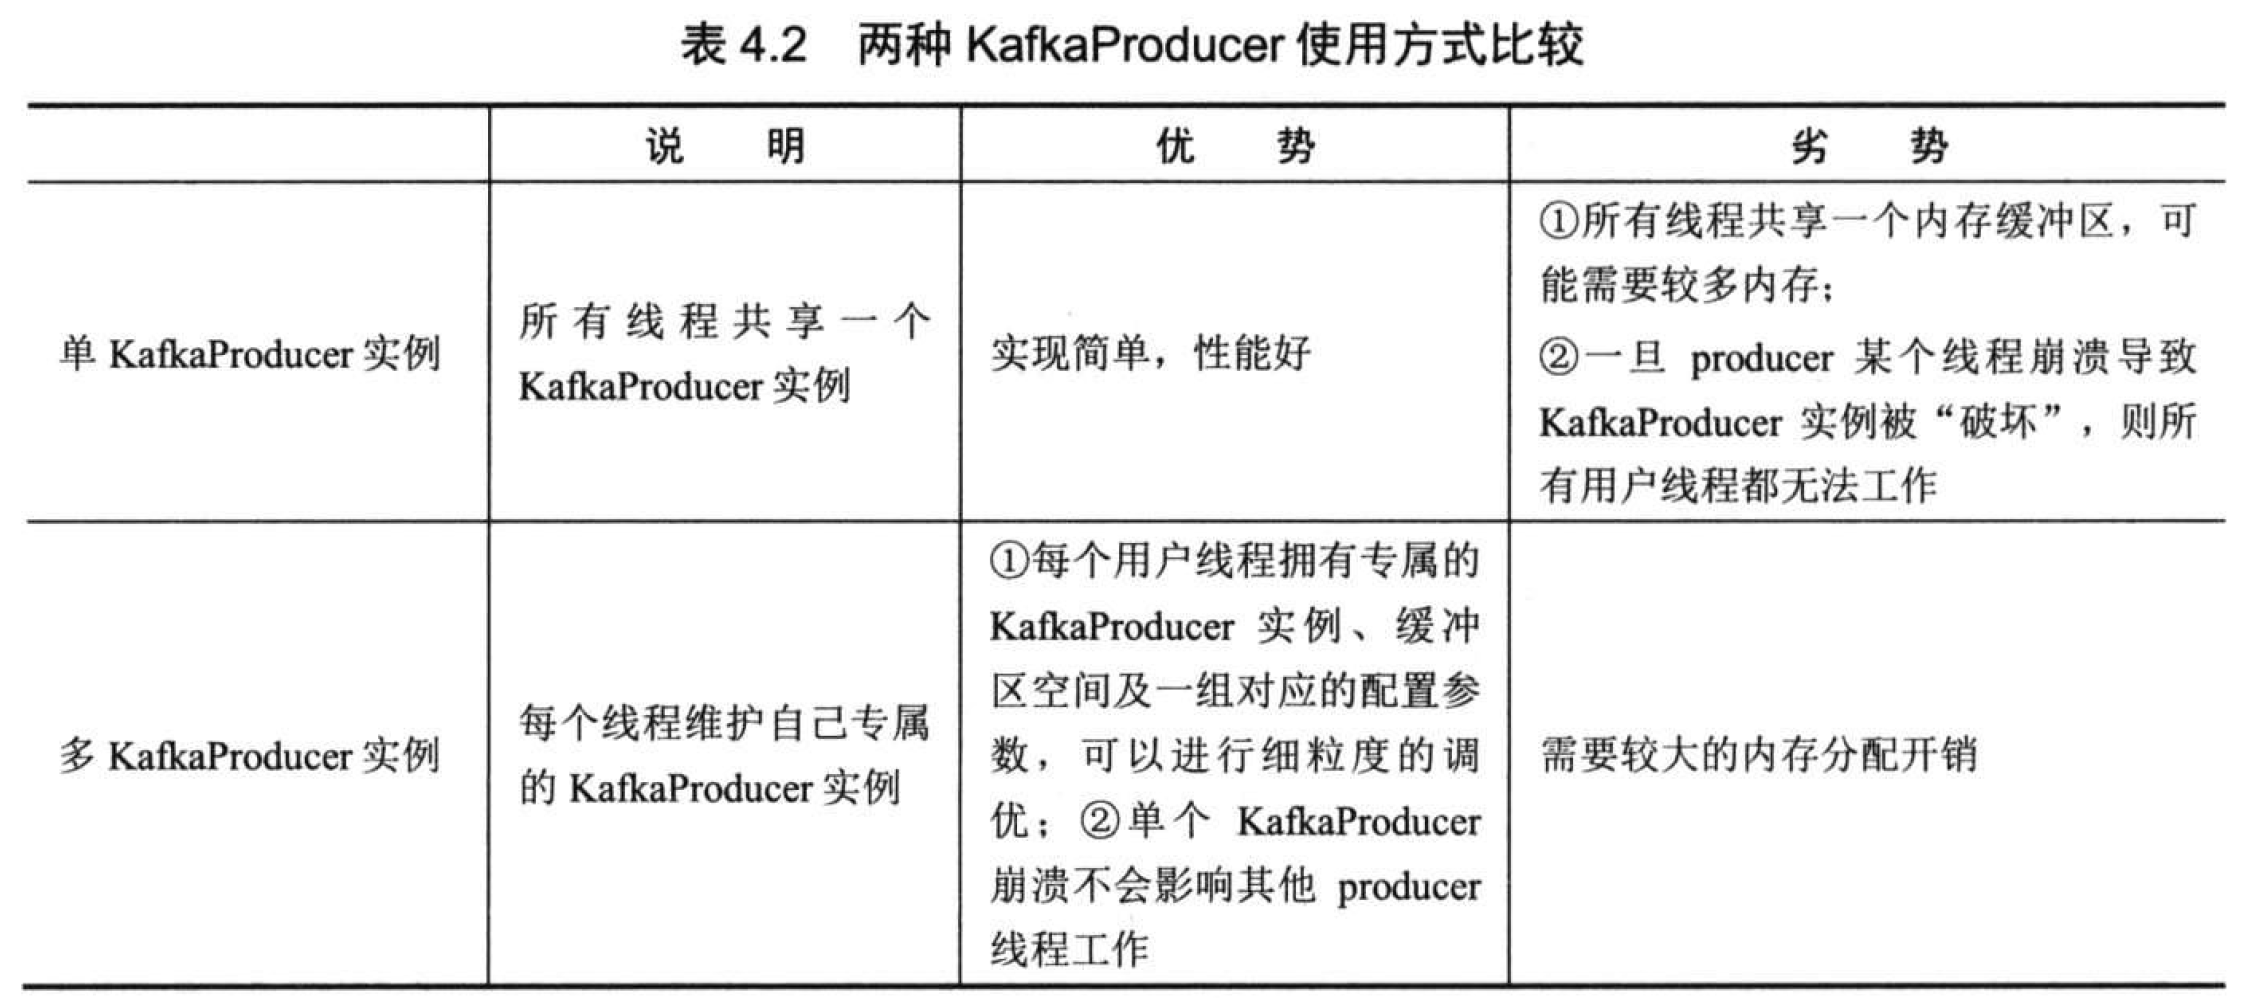 表 4.2 两种 KafkaProducer 使用方式比较
说 明
优 势
劣 势
单 KafkaProducer 实例
所有线程共享一个
KafkaProducer 实例
实现简单，性能好
①所有线程共享一个内存缓冲区，可
能需要较多内存；
②一旦 producer 某个线程崩溃导致
KafkaProducer 实例被“破坏”，则所
有用户线程都无法工作
多 KafkaProducer 实例
每个线程维护自己专属
的 KafkaProducer 实例
①每个用户线程拥有专属的
KafkaProducer 实例、缓冲
区空间及一组对应的配置参
数，可以进行细粒度的调
优；②单个 KafkaProducer
崩溃不会影响其他 producer
线程工作
需要较大的内存分配开销